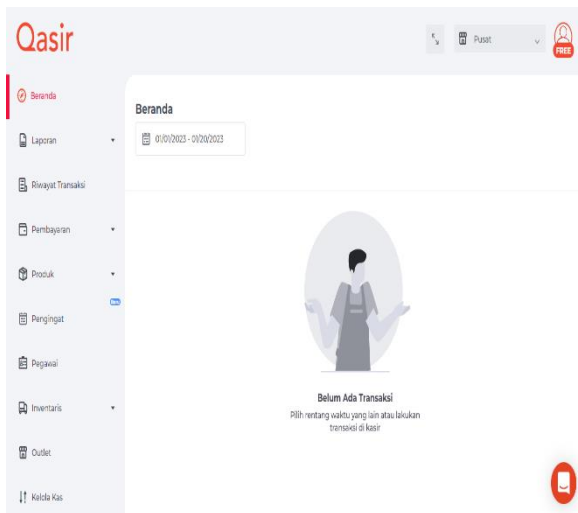 Qasir
Pusat
FREE
Beranda
Laporan
Riwayat Transaksi
Pembayaran
Produk
Pengingat
Pegawai
Inventaris
Outlet
Kelola Kas
Beranda
01/01/2023 - 01/20/2023
Belum Ada Transaksi
Pilih rentang waktu yang lain atau lakukan
transaksi di kasir